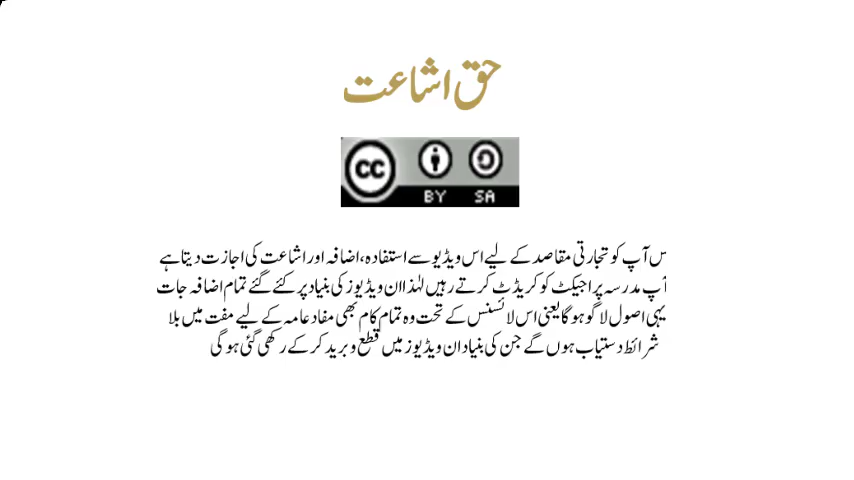 حق اشاعت
cc
BY SA
س آپ کو تجارتی مقاصد کے لیے اس ویڈیو سے استفادہ، اضافہ اور اشاعت کی اجازت دیتا ہے
آپ مدرسہ پراجیکٹ کو کریڈٹ کرتے رہیں لہٰذا ان ویڈیوز کی بنیاد پر کئے گئے تمام اضافہ جات
یہی اصول لاگو ہو گا یعنی اس لائسنس کے تحت وہ تمام کام بھی مفاد عامہ کے لیے مفت میں بلا
شرائط دستیاب ہوں گے جن کی بنیاد ان ویڈیوز میں قطع و برید کر کے رکھی گئی ہو گی